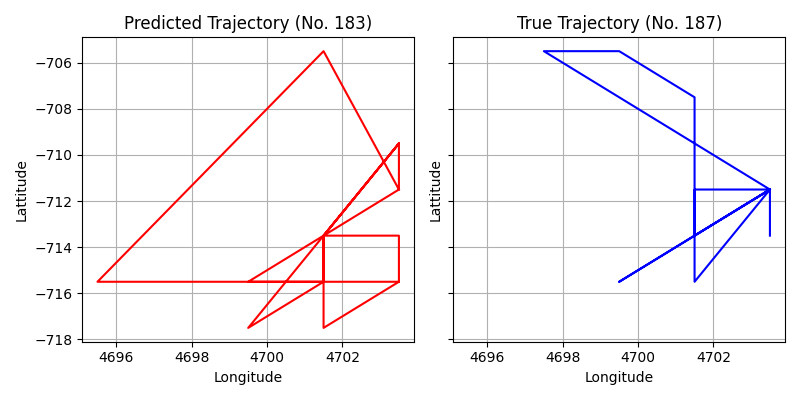 Predicted Trajectory (No. 183)
True Trajectory (No. 187)
Lattitude
−706
−708
−710
−712
−714
−716
−718
4696 4698 4700 4702
Longitude
Lattitude
4696 4698 4700 4702
Longitude